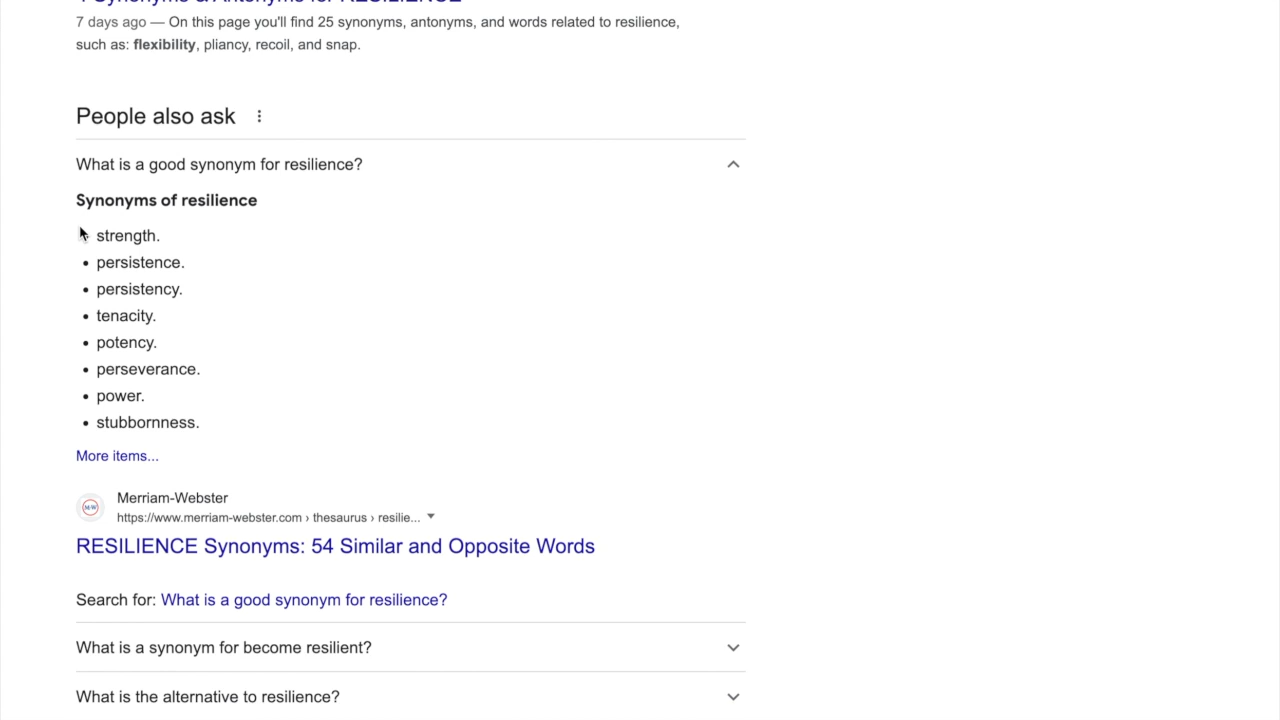 Synonyms & Antonyms for RESILIENCE
7 days ago — On this page you'll find 25 synonyms, antonyms, and words related to resilience,
such as: flexibility, pliancy, recoil, and snap.
People also ask
What is a good synonym for resilience?
Synonyms of resilience
strength.
• persistence.
• persistency.
• tenacity.
• potency.
• perseverance.
• power.
• stubbornness.
More items...
Merriam-Webster
https://www.merriam-webster.com › thesaurus › resilie...
RESILIENCE Synonyms: 54 Similar and Opposite Words
Search for: What is a good synonym for resilience?
What is a synonym for become resilient?
What is the alternative to resilience?